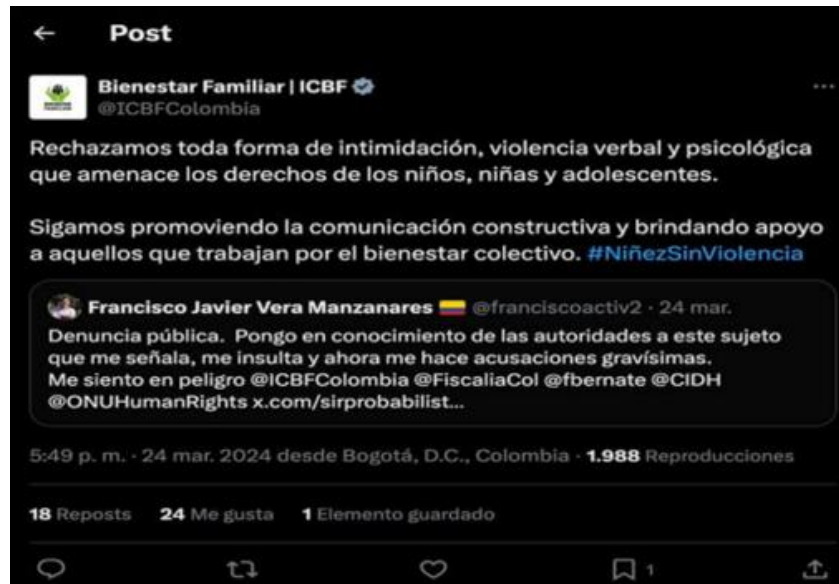 Post
Bienestar Familiar | ICBF
@ICBFColombia
Rechazamos toda forma de intimidación, violencia verbal y psicológica
que amenace los derechos de los niños, niñas y adolescentes.
Sigamos promoviendo la comunicación constructiva y brindando apoyo
a aquellos que trabajan por el bienestar colectivo. #NiñezSinViolencia
Francisco Javier Vera Manzanares @franciscoactiv2 · 24 mar.
Denuncia pública. Pongo en conocimiento de las autoridades a este sujeto
que me señala, me insulta y ahora me hace acusaciones gravísimas.
Me siento en peligro @ICBFColombia @FiscaliaCol @fbernate @CIDH
@ONUHumanRights x.com/sirprobabilist...
5:49 p. m. · 24 mar. 2024 desde Bogotá, D.C., Colombia · 1.988 Reproducciones
18 Reposts 24 Me gusta 1 Elemento guardado
1